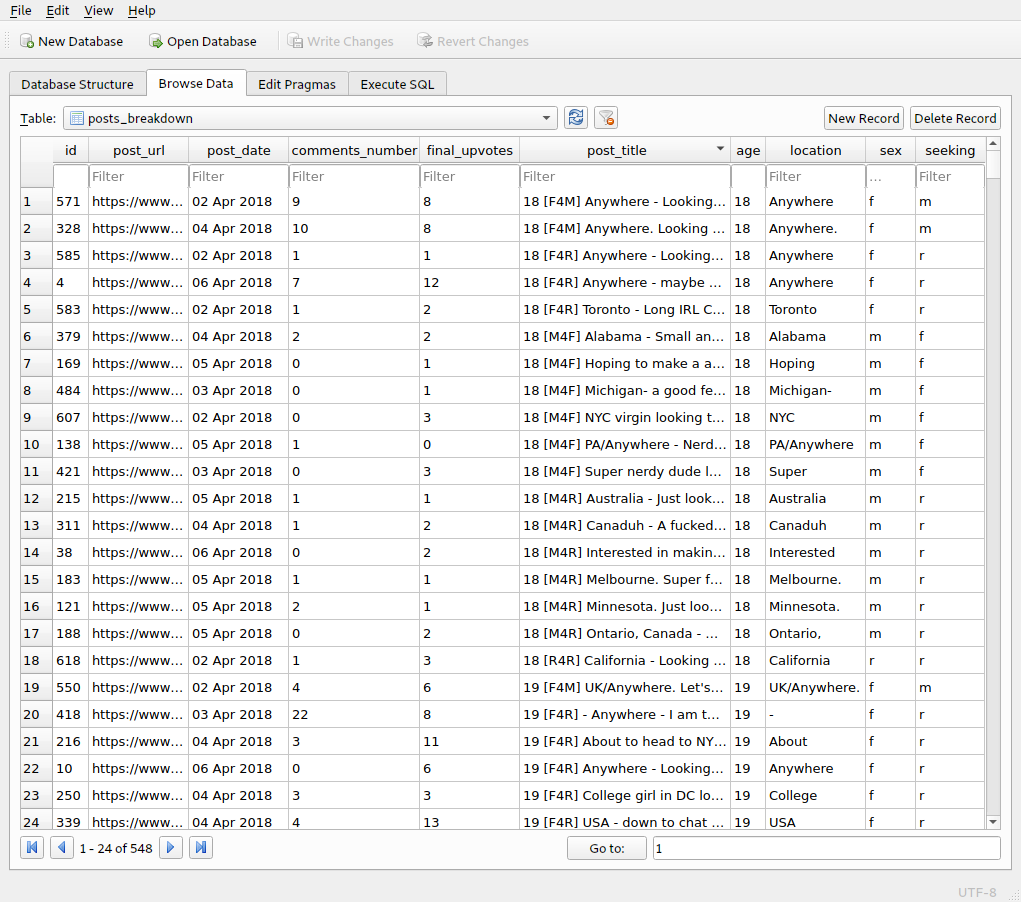 File Edit View Help
New Database Open Database Write Changes Revert Changes
Database Structure Browse Data Edit Pragmas Execute SQL
Table: posts_breakdown New Record Delete Record
id post_url post_date comments_number final_upvotes post_title age location sex seeking
Filter Filter Filter Filter Filter Filter ... Filter
1 571 https://www... 02 Apr 2018 9 8 18 [F4M] Anywhere - Looking... 18 Anywhere f m
2 328 https://www... 04 Apr 2018 10 8 18 [F4M] Anywhere. Looking ... 18 Anywhere. f m
3 585 https://www... 02 Apr 2018 1 1 18 [F4R] Anywhere - Looking... 18 Anywhere f r
4 4 https://www... 06 Apr 2018 7 12 18 [F4R] Anywhere - maybe ... 18 Anywhere f r
5 583 https://www... 02 Apr 2018 1 2 18 [F4R] Toronto - Long IRL C... 18 Toronto f r
6 379 https://www... 04 Apr 2018 2 2 18 [M4F] Alabama - Small an... 18 Alabama m f
7 169 https://www... 05 Apr 2018 0 1 18 [M4F] Hoping to make a a... 18 Hoping m f
8 484 https://www... 03 Apr 2018 0 1 18 [M4F] Michigan- a good fe... 18 Michigan- m f
9 607 https://www... 02 Apr 2018 0 3 18 [M4F] NYC virgin looking t... 18 NYC m f
10 138 https://www... 05 Apr 2018 1 0 18 [M4F] PA/Anywhere - Nerd... 18 PA/Anywhere m f
11 421 https://www... 03 Apr 2018 0 3 18 [M4F] Super nerdy dude l... 18 Super m f
12 215 https://www... 05 Apr 2018 1 1 18 [M4R] Australia - Just look... 18 Australia m r
13 311 https://www... 04 Apr 2018 1 2 18 [M4R] Canaduh - A fucked... 18 Canaduh m r
14 38 https://www... 06 Apr 2018 0 2 18 [M4R] Interested in makin... 18 Interested m r
15 183 https://www... 05 Apr 2018 1 1 18 [M4R] Melbourne. Super f... 18 Melbourne. m r
16 121 https://www... 05 Apr 2018 2 1 18 [M4R] Minnesota. Just loo... 18 Minnesota. m r
17 188 https://www... 05 Apr 2018 0 2 18 [M4R] Ontario, Canada - ... 18 Ontario, m r
18 618 https://www... 02 Apr 2018 1 3 18 [R4R] California - Looking ... 18 California r r
19 550 https://www... 02 Apr 2018 4 6 19 [F4M] UK/Anywhere. Let's... 19 UK/Anywhere. f m
20 418 https://www... 03 Apr 2018 22 8 19 [F4R] - Anywhere - I am t... 19 - f r
21 216 https://www... 04 Apr 2018 3 11 19 [F4R] About to head to NY... 19 About f r
22 10 https://www... 06 Apr 2018 0 6 19 [F4R] Anywhere - Looking... 19 Anywhere f r
23 250 https://www... 04 Apr 2018 3 3 19 [F4R] College girl in DC lo... 19 College f r
24 339 https://www... 04 Apr 2018 4 13 19 [F4R] USA - down to chat ... 19 USA f r
1 - 24 of 548 Go to: 1
UTF-8